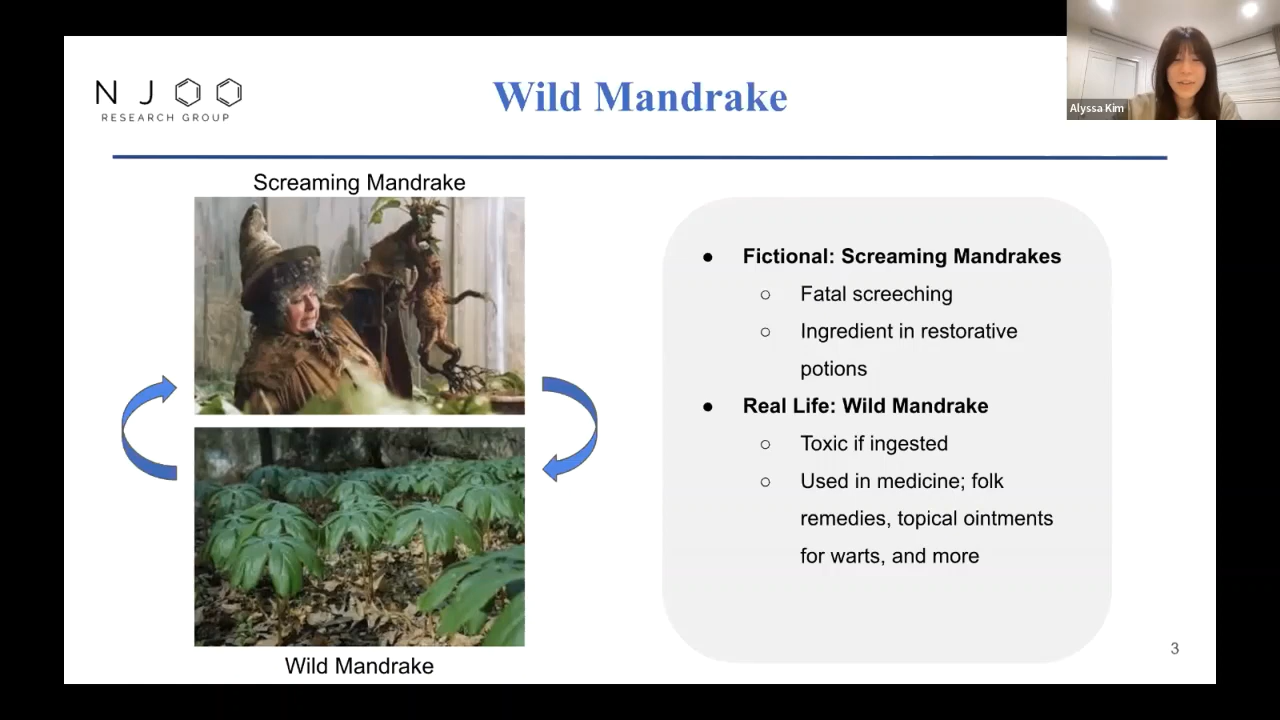 NJOO
RESEARCH GROUP
Wild Mandrake
Alyssa Kim
Screaming Mandrake
Wild Mandrake
● Fictional: Screaming Mandrakes
○ Fatal screeching
○ Ingredient in restorative
potions
● Real Life: Wild Mandrake
○ Toxic if ingested
○ Used in medicine; folk
remedies, topical ointments
for warts, and more
3